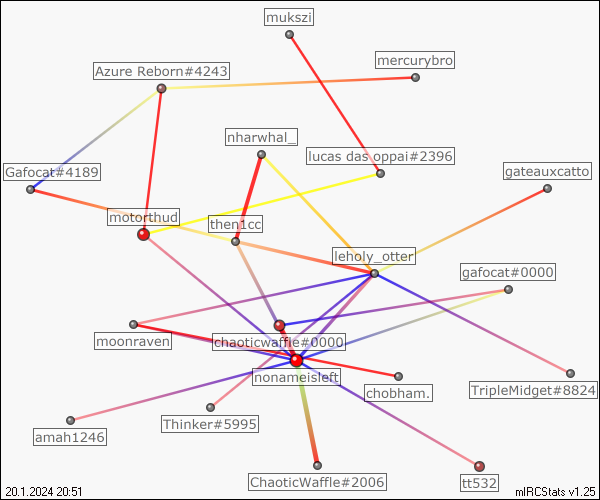 mukszi
mercurybro
Azure Reborn#4243
nharwhal_
lucas das oppai#2396
Gafocat#4189
gateauxcatto
motorthud
then1cc
leholy_otter
gafocat#0000
moonraven
chaoticwaffle#0000
nonameisleft
chobham.
TripleMidget#8824
Thinker#5995
amah1246
ChaoticWaffle#2006
tt532
20.1.2024 20:51
mIRCStats v1.25